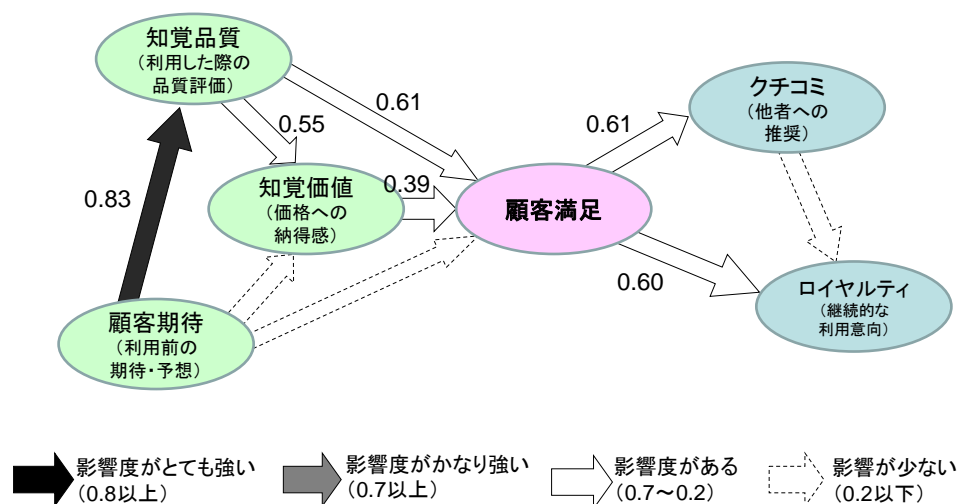 知覚品質
(利用した際の
品質評価)
0.61
0.55
0.83
知覚価値
(価格への
納得感)
0.39
顧客期待
(利用前の
期待・予想)
顧客満足
0.61
クチコミ
(他者への
推奨)
0.60
ロイヤルティ
(継続的な
利用意向)
影響度がとても強い
(0.8以上)
影響度がかなり強い
(0.7以上)
影響度がある
(0.7～0.2)
影響が少ない
(0.2以下)